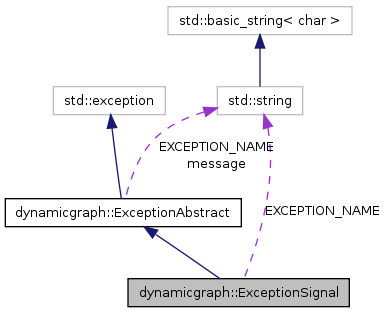 std::basic_string< char >
std::exception
std::string
EXCEPTION_NAME
message
dynamicgraph::ExceptionAbstract
EXCEPTION_NAME
dynamicgraph::ExceptionSignal